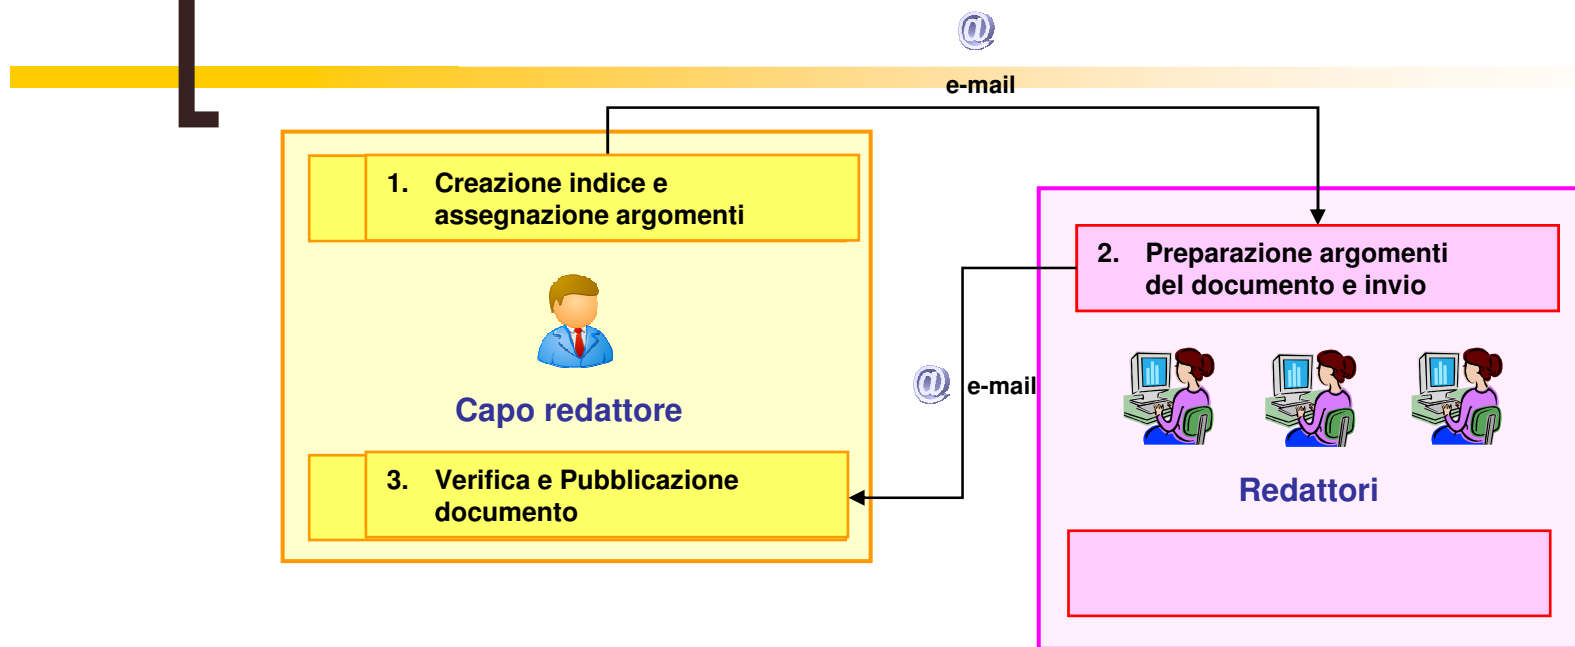 @
e-mail
1. Creazione indice e
assegnazione argomenti
2. Preparazione argomenti
del documento e invio
@ e-mail
Capo redattore
3. Verifica e Pubblicazione
documento
Redattori